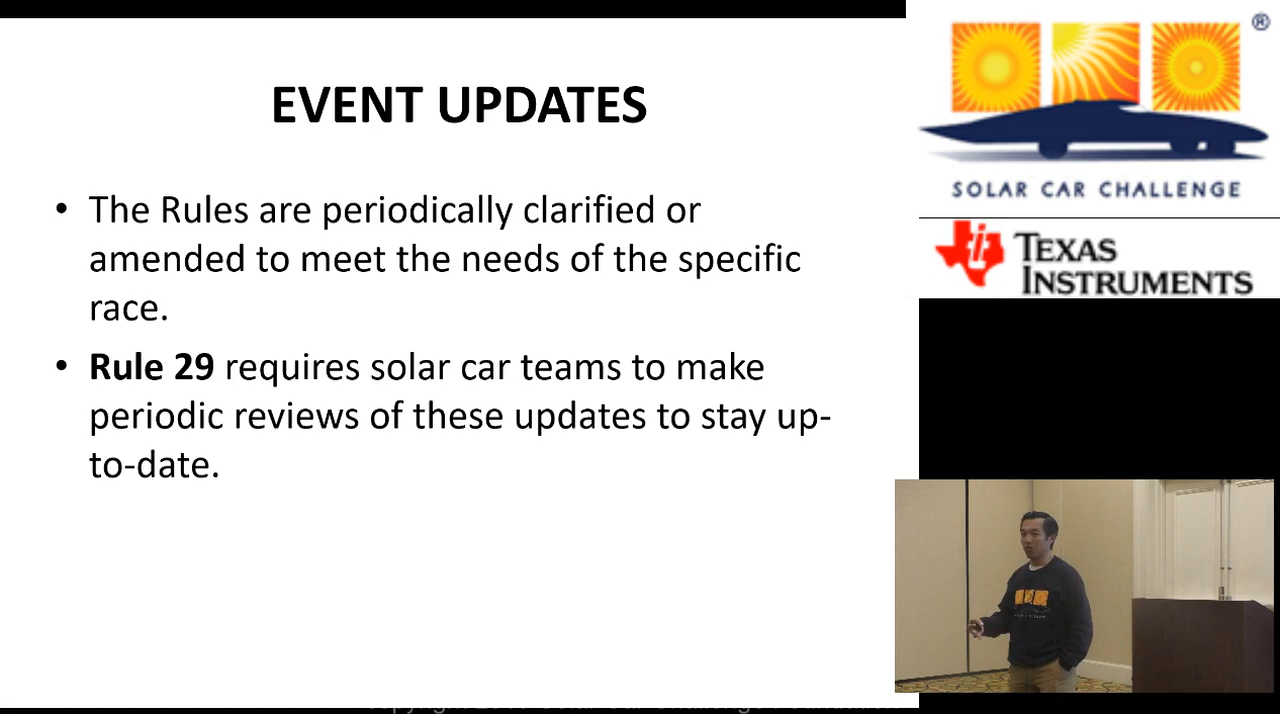 EVENT UPDATES
• The Rules are periodically clarified or
amended to meet the needs of the specific
race.
• Rule 29 requires solar car teams to make
periodic reviews of these updates to stay up-
to-date.
®
SOLAR CAR CHALLENGE
TEXAS
INSTRUMENTS